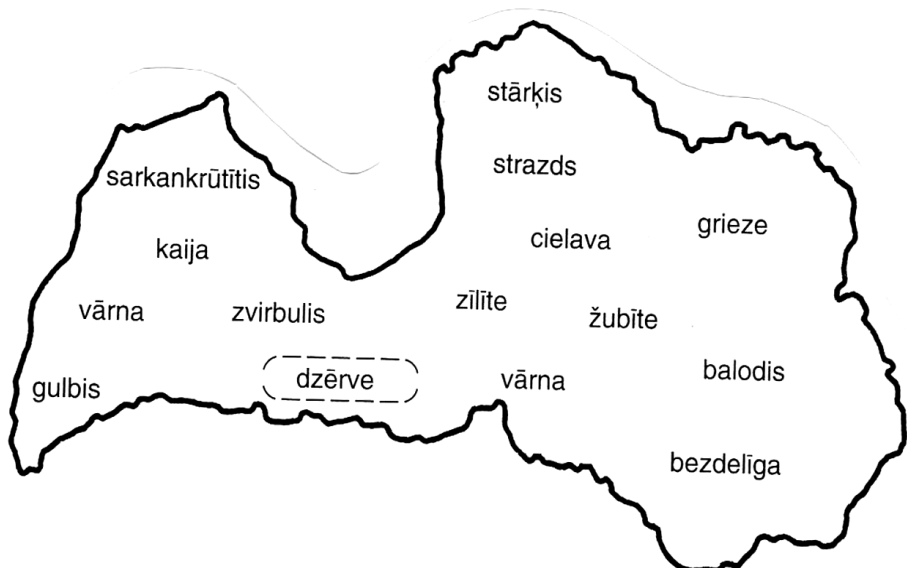 stārķis
strazds
sarkankrūtītis
grieze
cielava
kaija
zīlīte
vārna
zvirbulis
žubīte
balodis
dzērve
vārna
gulbis
bezdelīga